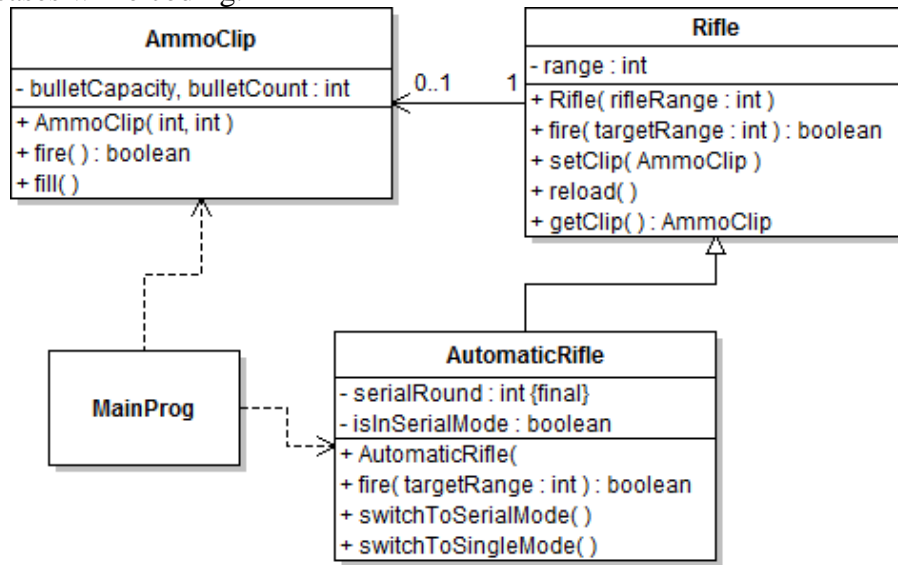 AmmoClip
- bulletCapacity, bulletCount : int
+ AmmoClip( int, int )
+ fire( ) : boolean
+ fill( )
0..1
1
Rifle
- range : int
+ Rifle( rifleRange : int )
+ fire( targetRange : int ) : boolean
+ setClip( AmmoClip )
+ reload( )
+ getClip( ) : AmmoClip
MainProg
AutomaticRifle
- serialRound : int {final}
- isInSerialMode : boolean
+ AutomaticRifle(
+ fire( targetRange : int ) : boolean
+ switchToSerialMode( )
+ switchToSingleMode( )